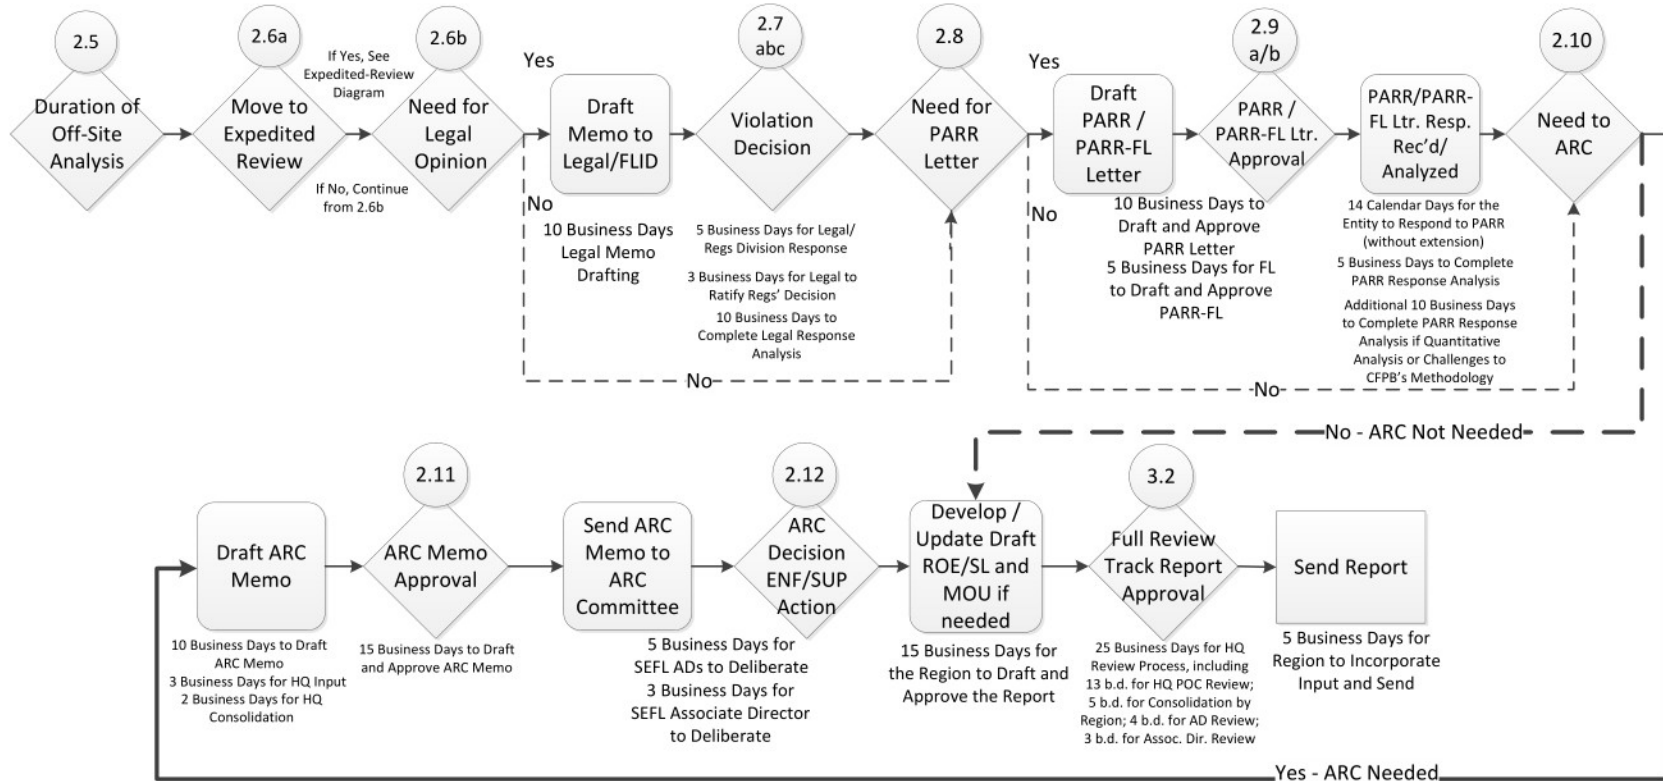 2.5
Duration of
Off-Site
Analysis
2.6a
Move to
Expedited
Review
If Yes, See
Expedited-Review
Diagram
If No, Continue
from 2.6b
2.6b
Need for
Legal
Opinion
Yes
No
Draft
Memo to
Legal/FLID
10 Business Days
Legal Memo
Drafting
2.7
abc
Violation
Decision
5 Business Days for Legal/
Regs Division Response
3 Business Days for Legal to
Ratify Regs’ Decision
10 Business Days to
Complete Legal Response
Analysis
No
2.8
Need for
PARR
Letter
Yes
No
Draft
PARR /
PARR-FL
Letter
2.9
a/b
PARR /
PARR-FL Ltr.
Approval
10 Business Days to
Draft and Approve
PARR Letter
5 Business Days for FL
to Draft and Approve
PARR-FL
PARR/PARR-
FL Ltr. Resp.
Rec’d/
Analyzed
14 Calendar Days for the
Entity to Respond to PARR
(without extension)
5 Business Days to Complete
PARR Response Analysis
Additional 10 Business Days
to Complete PARR Response
Analysis if Quantitative
Analysis or Challenges to
CFPB’s Methodology
No
2.10
Need to
ARC
No - ARC Not Needed
Draft ARC
Memo
10 Business Days to Draft
ARC Memo
3 Business Days for HQ Input
2 Business Days for HQ
Consolidation
2.11
ARC Memo
Approval
15 Business Days to Draft
and Approve ARC Memo
Send ARC
Memo to
ARC
Committee
2.12
ARC
Decision
ENF/SUP
Action
5 Business Days for
SEFL ADs to Deliberate
3 Business Days for
SEFL Associate Director
to Deliberate
Develop /
Update Draft
ROE/SL and
MOU if
needed
15 Business Days for
the Region to Draft and
Approve the Report
3.2
Full Review
Track Report
Approval
25 Business Days for HQ
Review Process, including
13 b.d. for HQ POC Review;
5 b.d. for Consolidation by
Region; 4 b.d. for AD Review;
3 b.d. for Assoc. Dir. Review
Send Report
5 Business Days for
Region to Incorporate
Input and Send
Yes - ARC Needed